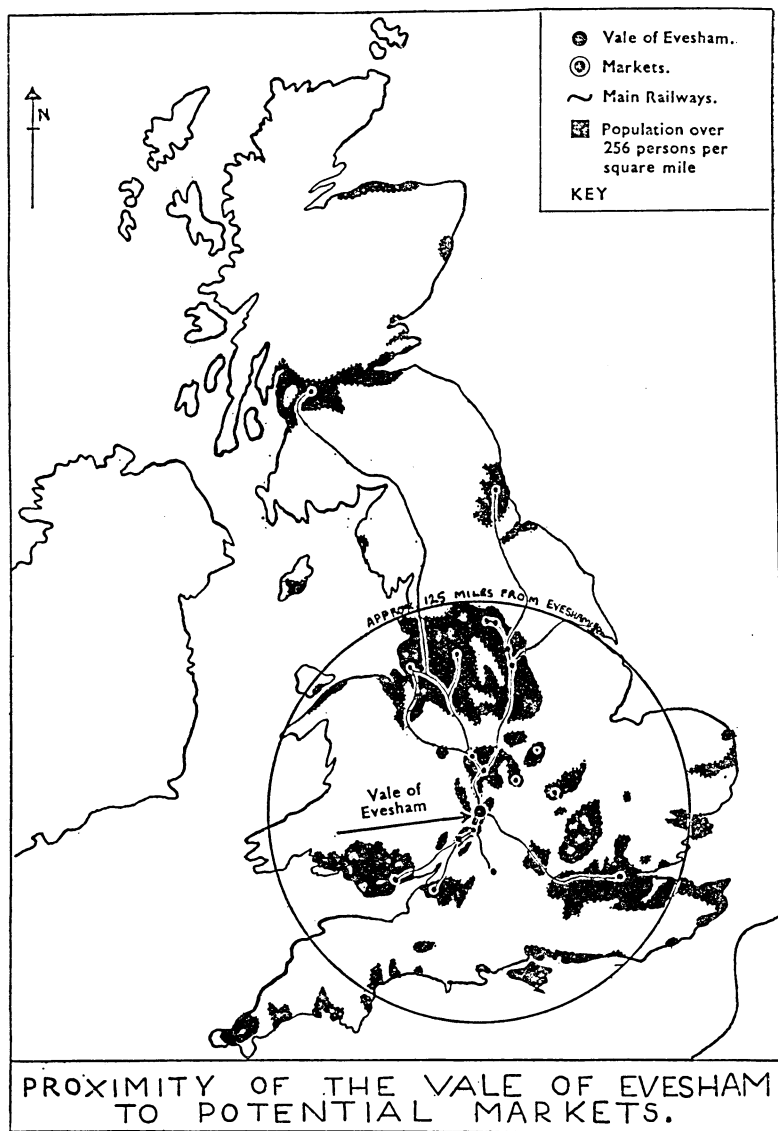 Vale of Evesham.
Markets.
Main Railways.
Population over
256 persons per
square mile
KEY
N
APPROX. 125 MILES FROM EVESHAM
Vale of
Evesham
PROXIMITY OF THE VALE OF EVESHAM
TO POTENTIAL MARKETS.